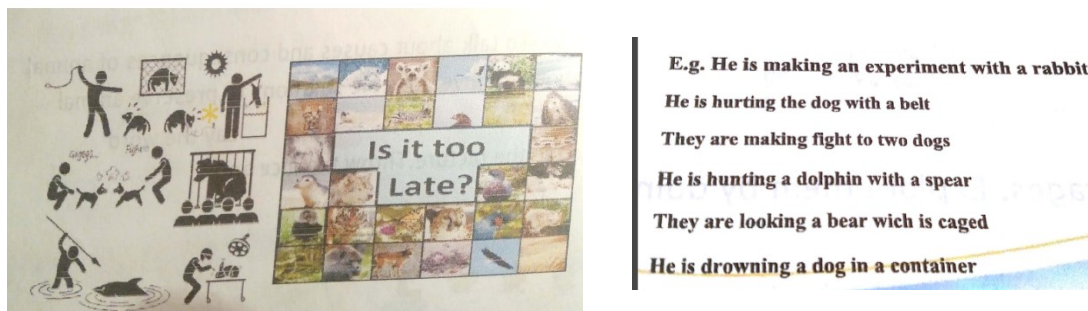 Gogogo...
Fight!!
Is it too
Late?
E.g. He is making an experiment with a rabbit
He is hurting the dog with a belt
They are making fight to two dogs
He is hunting a dolphin with a spear
They are looking a bear wich is caged
He is drowning a dog in a container